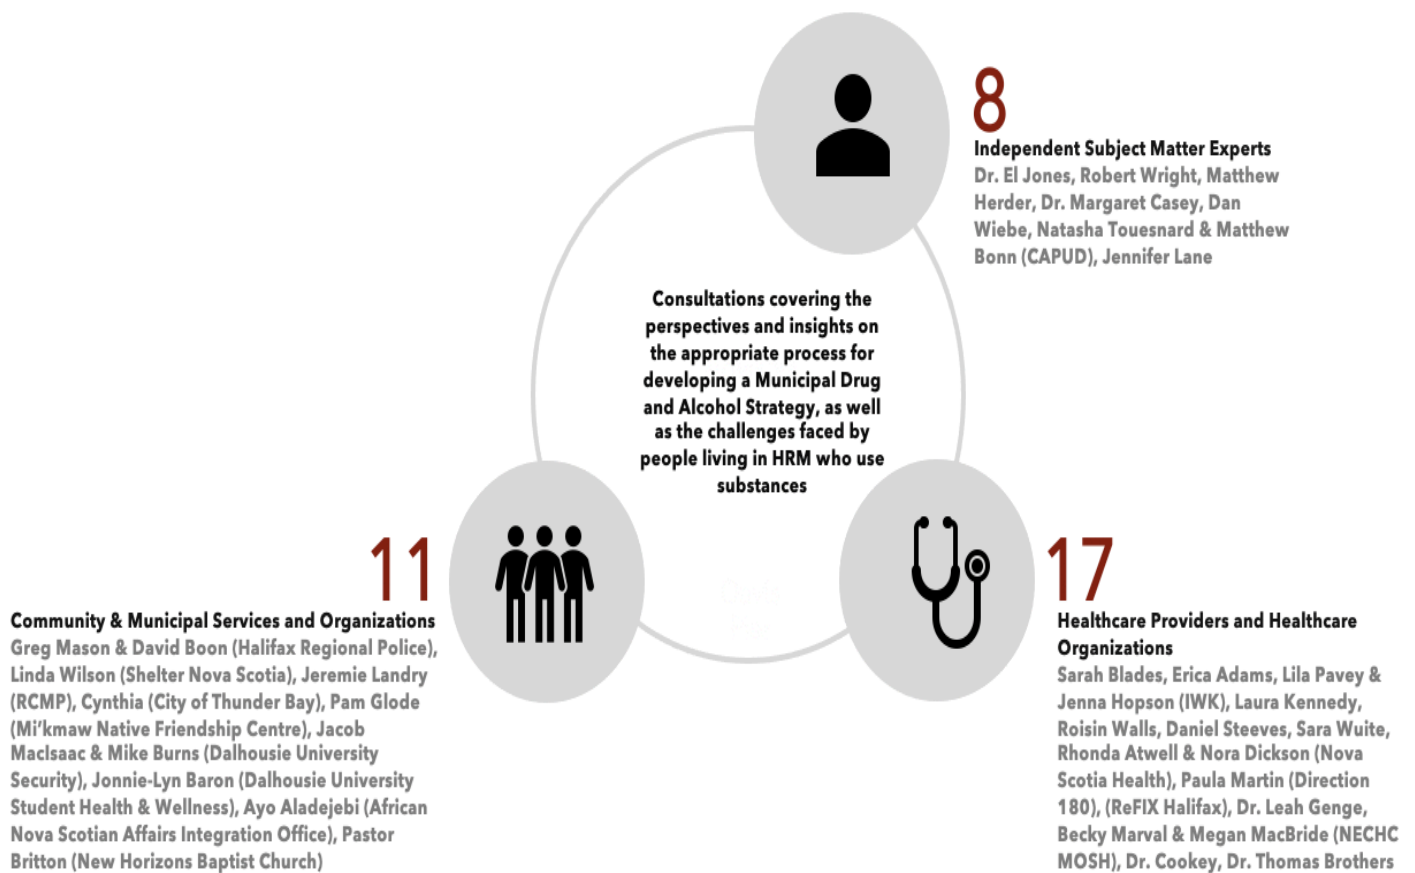 8
Independent Subject Matter Experts
Dr. El Jones, Robert Wright, Matthew
Herder, Dr. Margaret Casey, Dan
Wiebe, Natasha Touesnard & Matthew
Bonn (CAPUD), Jennifer Lane
Consultations covering the
perspectives and insights on
the appropriate process for
developing a Municipal Drug
and Alcohol Strategy, as well
as the challenges faced by
people living in HRM who use
substances
11
Community & Municipal Services and Organizations
Greg Mason & David Boon (Halifax Regional Police),
Linda Wilson (Shelter Nova Scotia), Jeremie Landry
(RCMP), Cynthia (City of Thunder Bay), Pam Glode
(Mi’kmaw Native Friendship Centre), Jacob
MacIsaac & Mike Burns (Dalhousie University
Security), Jonnie-Lyn Baron (Dalhousie University
Student Health & Wellness), Ayo Aladejebi (African
Nova Scotian Affairs Integration Office), Pastor
Britton (New Horizons Baptist Church)
17
Healthcare Providers and Healthcare
Organizations
Sarah Blades, Erica Adams, Lila Pavey &
Jenna Hopson (IWK), Laura Kennedy,
Roisin Walls, Daniel Steeves, Sara Wuite,
Rhonda Atwell & Nora Dickson (Nova
Scotia Health), Paula Martin (Direction
180), (ReFIX Halifax), Dr. Leah Genge,
Becky Marval & Megan MacBride (NECHC
MOSH), Dr. Cookey, Dr. Thomas Brothers